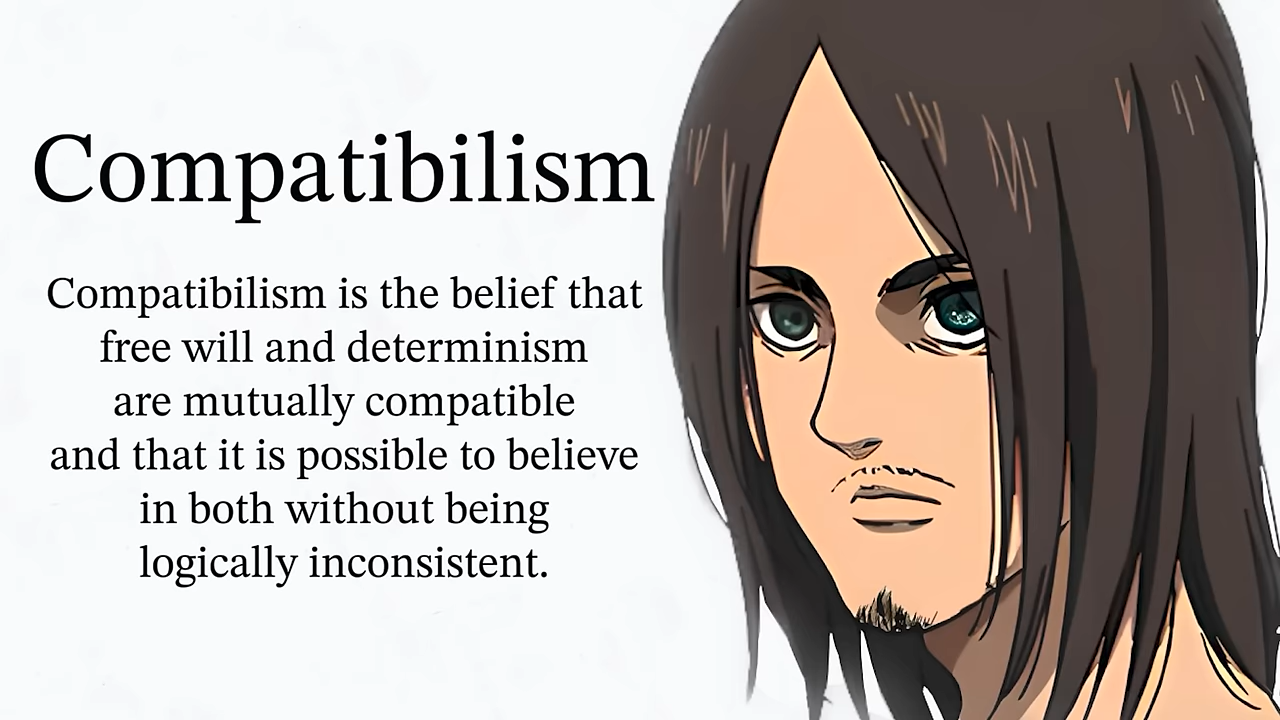 Compatibilism
Compatibilism is the belief that
free will and determinism
are mutually compatible
and that it is possible to believe
in both without being
logically inconsistent.